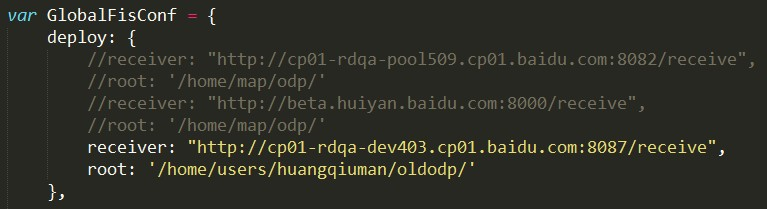 var GlobalFisConf = {
    deploy: {
        //receiver: "http://cp01-rdqa-pool509.cp01.baidu.com:8082/receive",
        //root: '/home/map/odp/'
        //receiver: "http://beta.huiyan.baidu.com:8000/receive",
        //root: '/home/map/odp/'
        receiver: "http://cp01-rdqa-dev403.cp01.baidu.com:8087/receive",
        root: '/home/users/huangqiuman/oldodp/'
    },